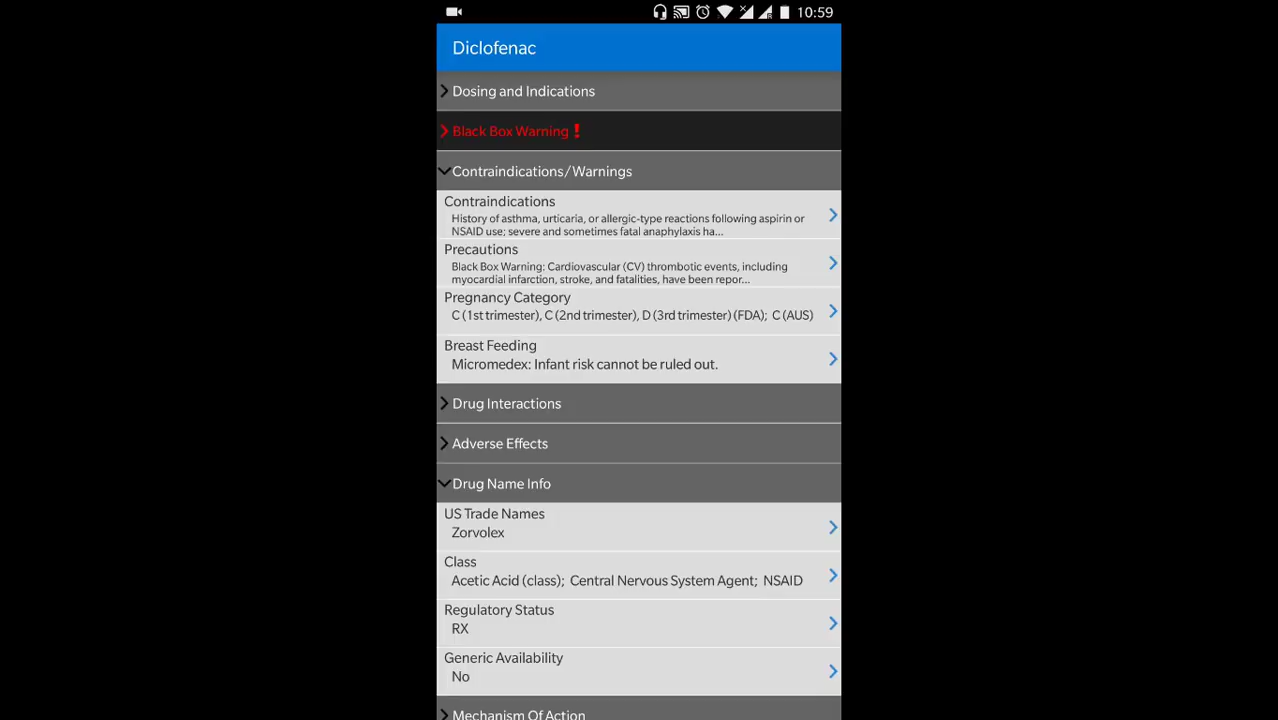 10:59
Diclofenac
Dosing and Indications
Black Box Warning !
Contraindications/Warnings
Contraindications
History of asthma, urticaria, or allergic-type reactions following aspirin or
NSAID use; severe and sometimes fatal anaphylaxis ha...
Precautions
Black Box Warning: Cardiovascular (CV) thrombotic events, including
myocardial infarction, stroke, and fatalities, have been repor...
Pregnancy Category
C (1st trimester), C (2nd trimester), D (3rd trimester) (FDA);  C (AUS)
Breast Feeding
Micromedex: Infant risk cannot be ruled out.
Drug Interactions
Adverse Effects
Drug Name Info
US Trade Names
Zorvolex
Class
Acetic Acid (class);  Central Nervous System Agent;  NSAID
Regulatory Status
RX
Generic Availability
No
Mechanism Of Action